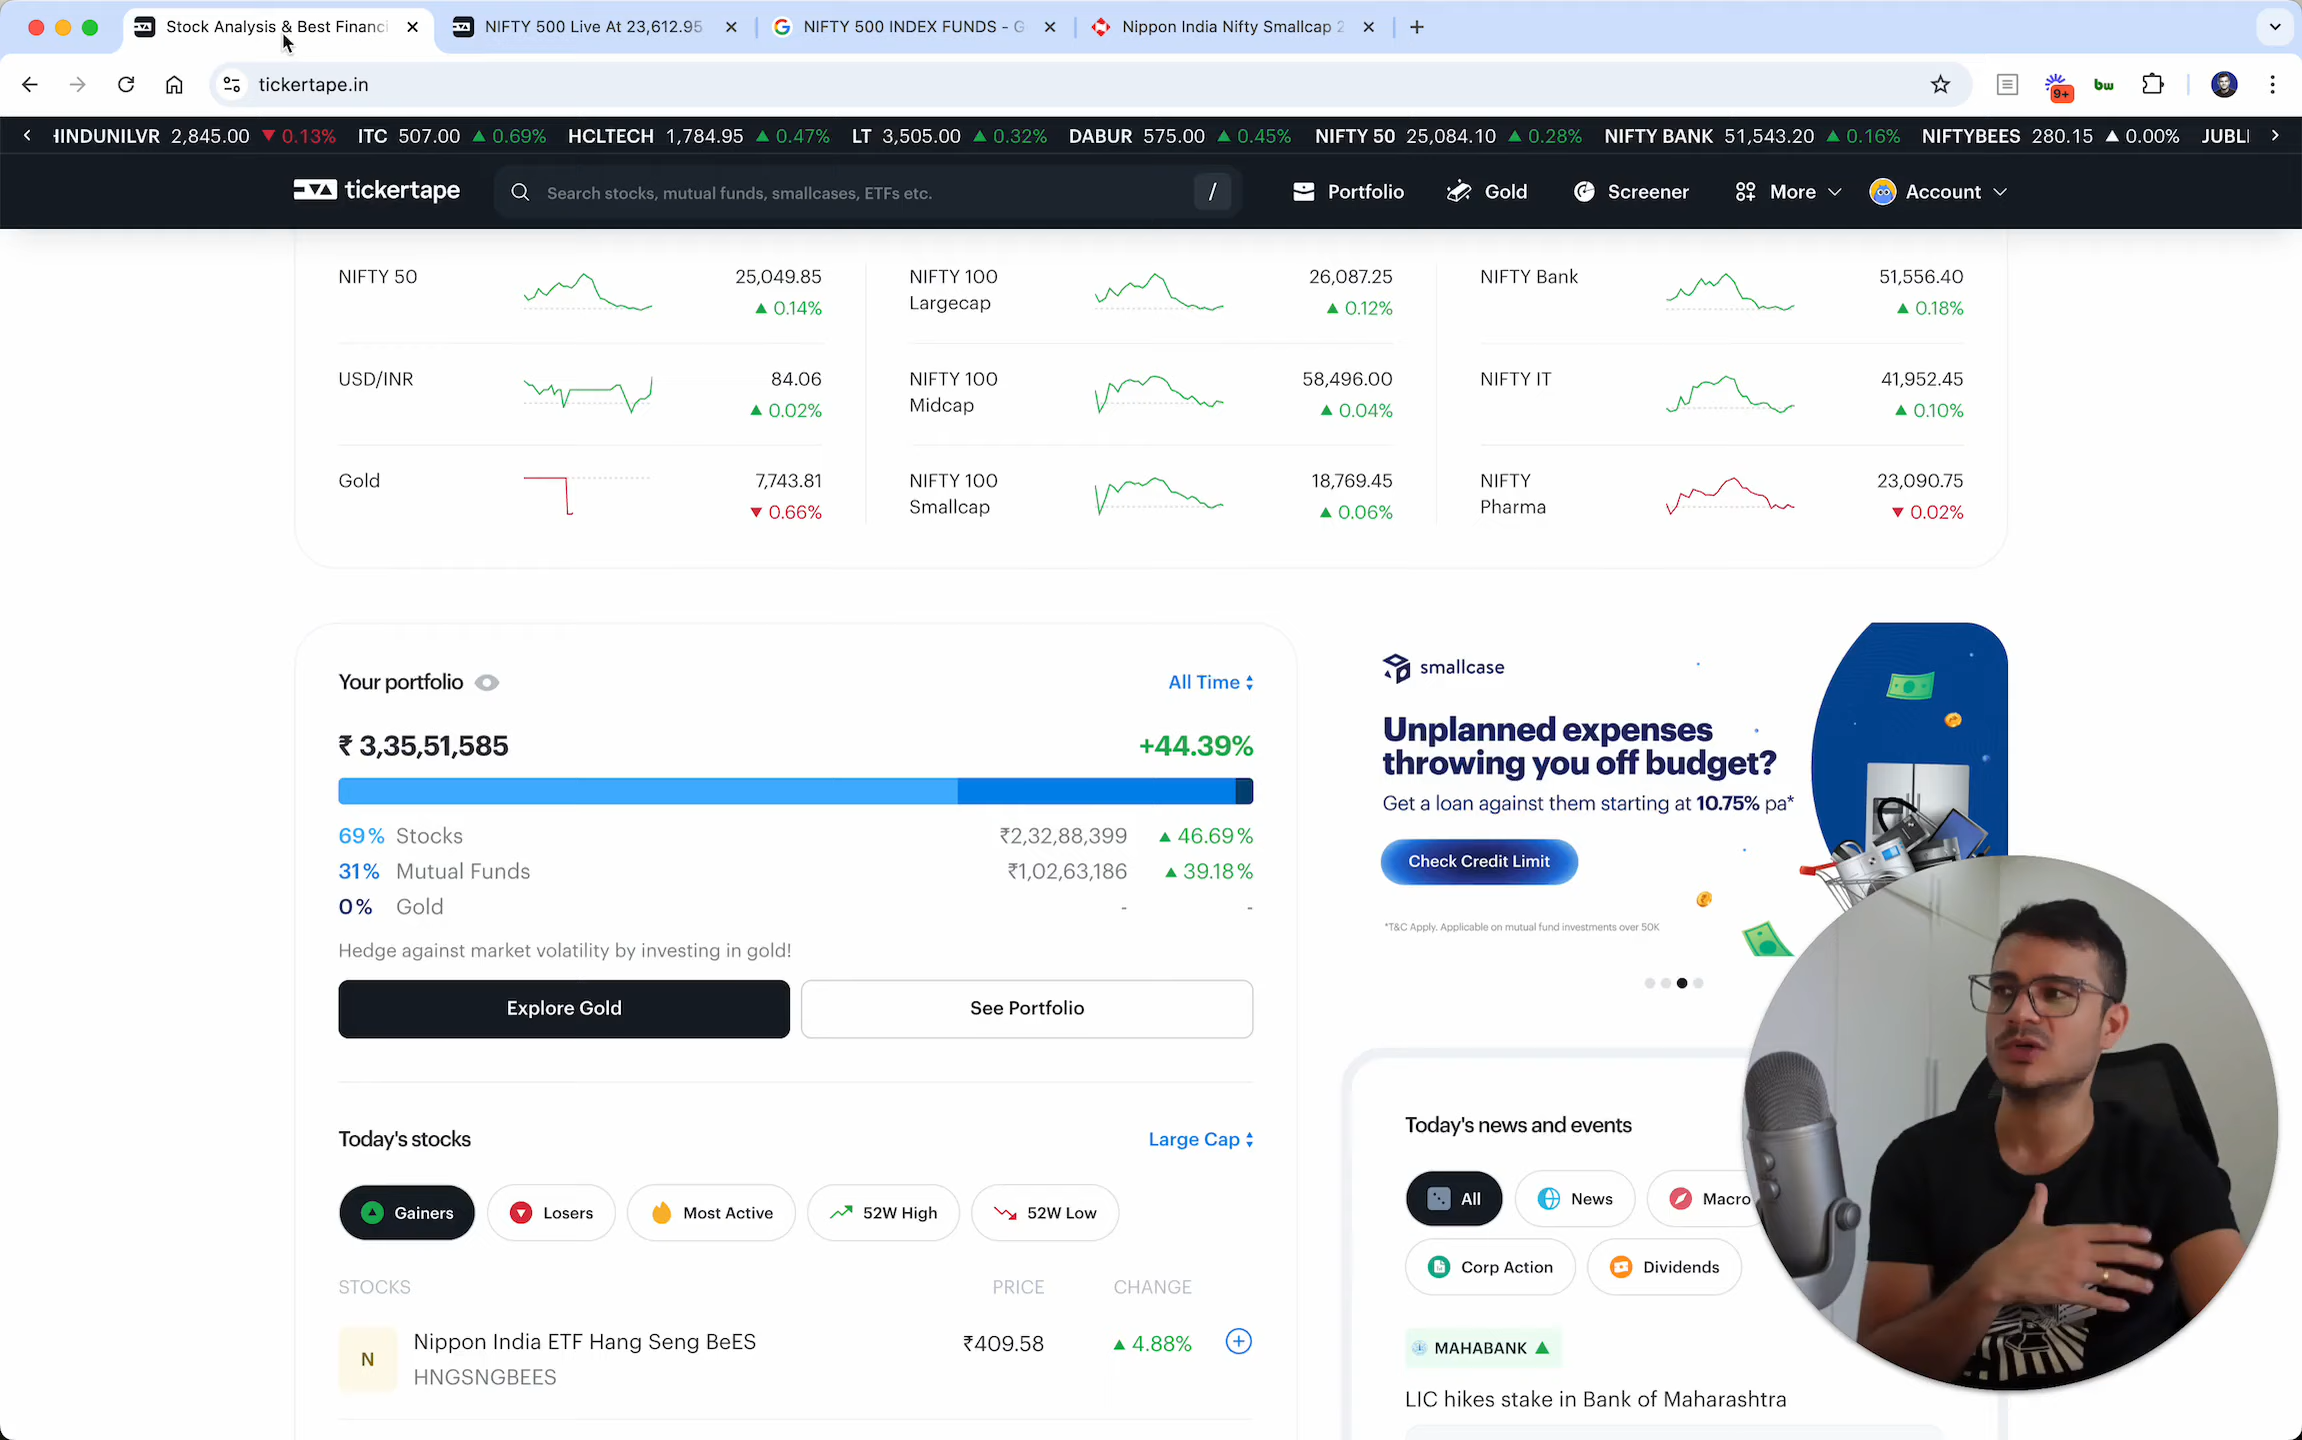 Stock Analysis & Best Financi
NIFTY 500 Live At 23,612.95
NIFTY 500 INDEX FUNDS - G
Nippon India Nifty Smallcap 2
tickertape.in
9+
bw
HINDUNILVR 2,845.00 ▼ 0.13% ITC 507.00 ▲ 0.69% HCLTECH 1,784.95 ▲ 0.47% LT 3,505.00 ▲ 0.32% DABUR 575.00 ▲ 0.45% NIFTY 50 25,084.10 ▲ 0.28% NIFTY BANK 51,543.20 ▲ 0.16% NIFTYBEES 280.15 ▲ 0.00% JUBLI
tickertape
Search stocks, mutual funds, smallcases, ETFs etc.
/
Portfolio
Gold
Screener
More
Account
NIFTY 50
25,049.85
▲ 0.14%
NIFTY 100
Largecap
26,087.25
▲ 0.12%
NIFTY Bank
51,556.40
▲ 0.18%
USD/INR
84.06
▲ 0.02%
NIFTY 100
Midcap
58,496.00
▲ 0.04%
NIFTY IT
41,952.45
▲ 0.10%
Gold
7,743.81
▼ 0.66%
NIFTY 100
Smallcap
18,769.45
▲ 0.06%
NIFTY
Pharma
23,090.75
▼ 0.02%
Your portfolio
All Time
₹ 3,35,51,585
+44.39%
69% Stocks ₹2,32,88,399 ▲ 46.69%
31% Mutual Funds ₹1,02,63,186 ▲ 39.18%
0% Gold - -
Hedge against market volatility by investing in gold!
Explore Gold
See Portfolio
smallcase
Unplanned expenses
throwing you off budget?
Get a loan against them starting at 10.75% pa*
Check Credit Limit
*T&C Apply. Applicable on mutual fund investments over 50K
Today's stocks
Large Cap
Gainers
Losers
Most Active
52W High
52W Low
STOCKS PRICE CHANGE
N
Nippon India ETF Hang Seng BeES
HNGSNGBEES
₹409.58
▲ 4.88%
Today's news and events
All
News
Macro
Corp Action
Dividends
MAHABANK ▲
LIC hikes stake in Bank of Maharashtra